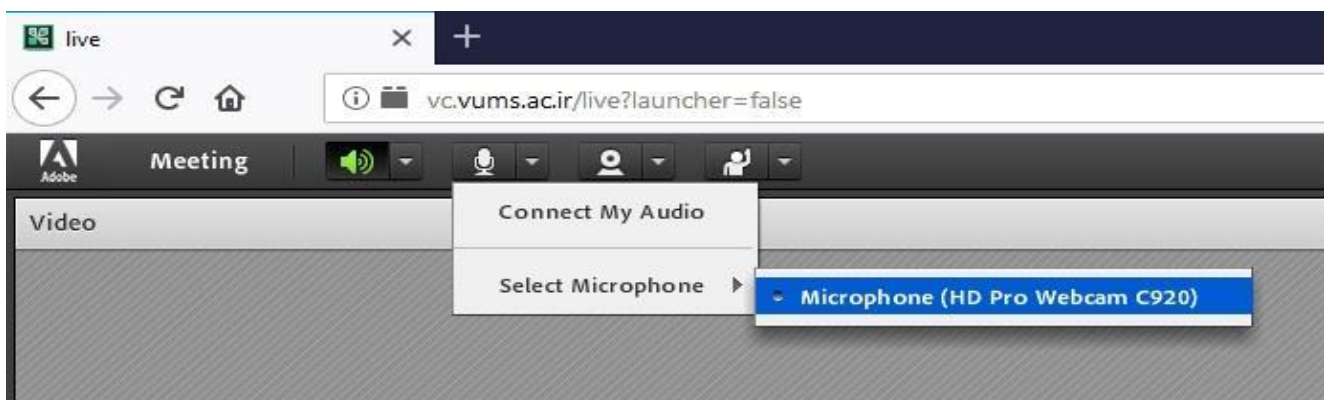 live
vc.vums.ac.ir/live?launcher=false
Adobe
Meeting
Video
Connect My Audio
Select Microphone
Microphone (HD Pro Webcam C920)